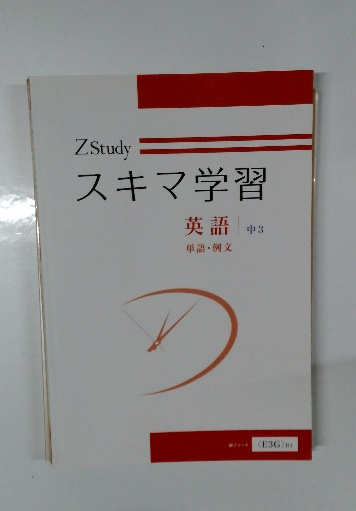 Z Study
スキマ学習
英語 中3
単語・例文
(E3G)